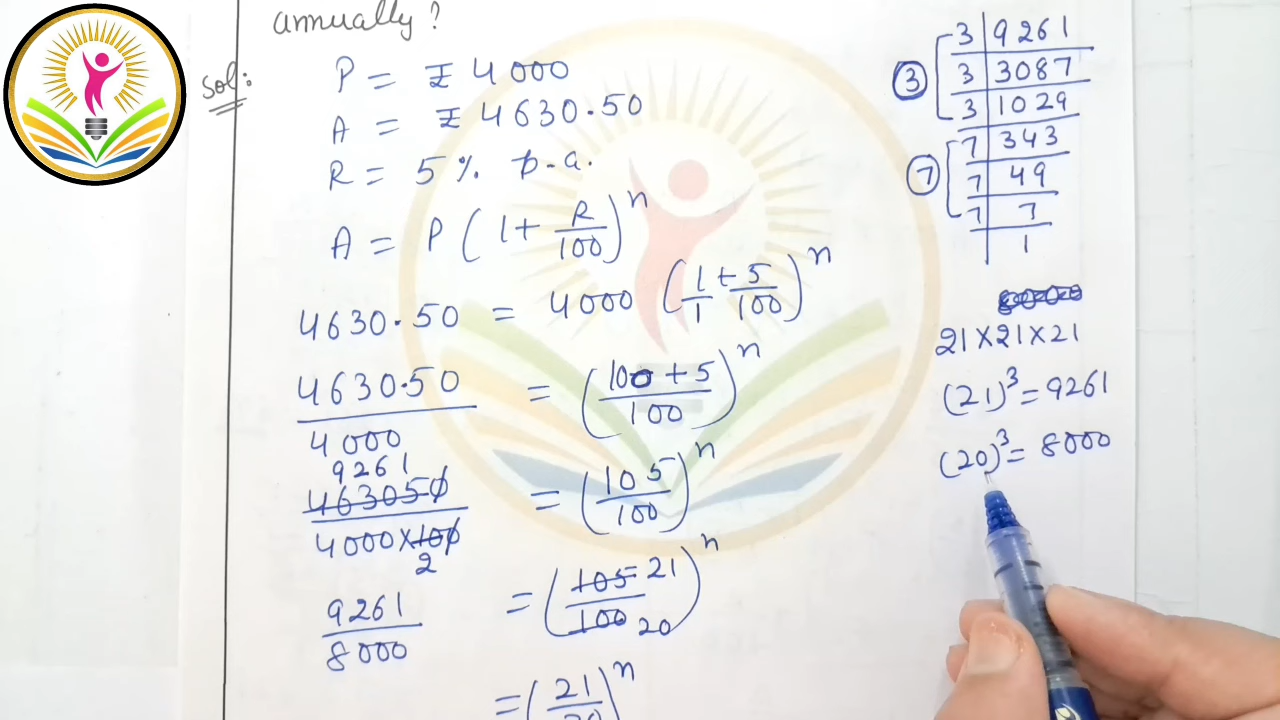 annually ?
Sol:
P = ₹ 4000
A = ₹ 4630.50
R = 5 % p.a.
A = P ( 1 + R/100 )^n
4630.50 = 4000 ( 1/1 + 5/100 )^n
4630.50/4000 = ( 100 + 5/100 )^n
9261
463050/4000×100 = ( 105/100 )^n
2
9261/8000 = ( 105 21/100 20 )^n
= ( 21/20 )^n
3 | 9261
3 | 3087
3 | 1029
7 | 343
7 | 49
7 | 7
1
3
7
21×21×21
(21)^3 = 9261
(20)^3 = 8000